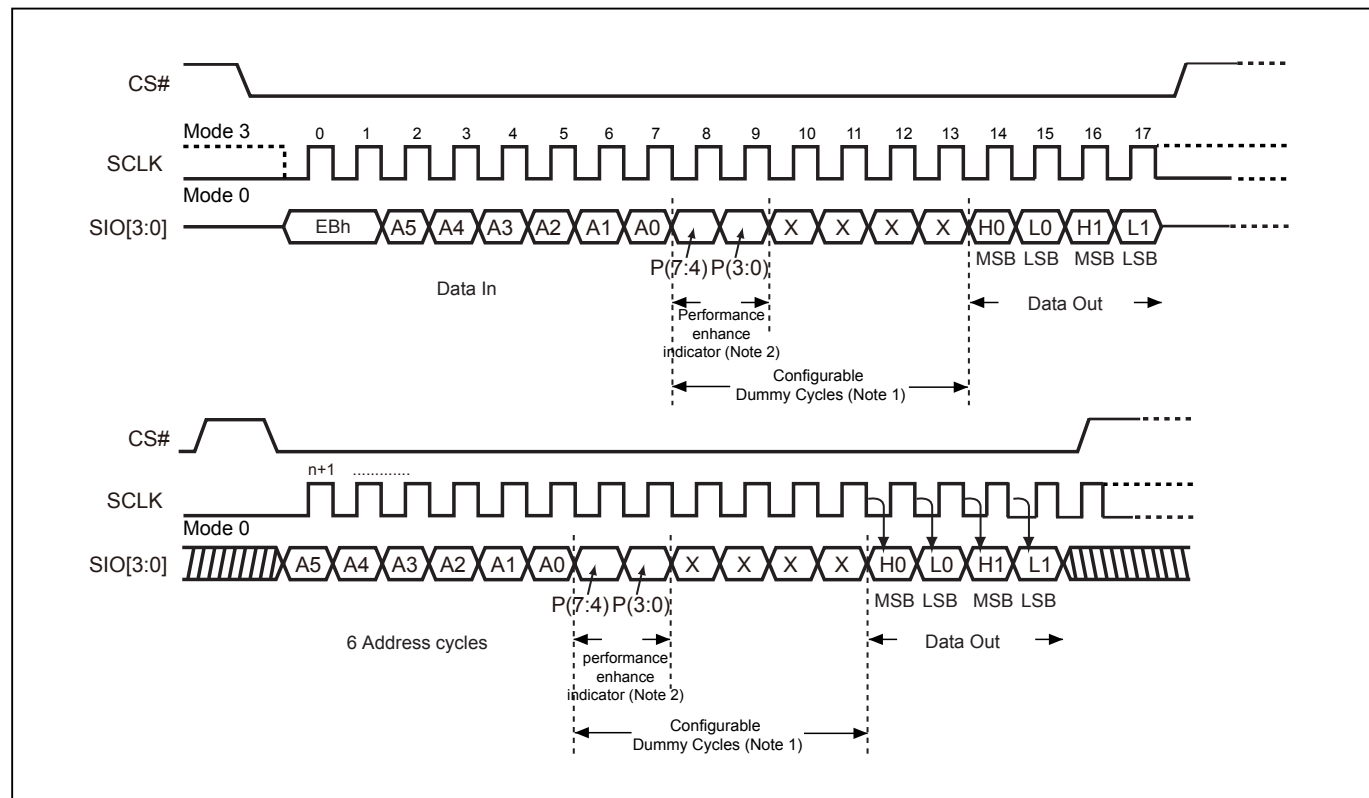 CS#
Mode 3
0 1 2 3 4 5 6 7 8 9 10 11 12 13 14 15 16 17
SCLK
Mode 0
SIO[3:0] EBh A5 A4 A3 A2 A1 A0 X X X X H0 L0 H1 L1
P(7:4) P(3:0) MSB LSB MSB LSB
Data In
Data Out
Performance
enhance
indicator (Note 2)
Configurable
Dummy Cycles (Note 1)
CS#
n+1 .............
SCLK
Mode 0
SIO[3:0] A5 A4 A3 A2 A1 A0 X X X X H0 L0 H1 L1
P(7:4) P(3:0) MSB LSB MSB LSB
6 Address cycles
Data Out
performance
enhance
indicator (Note 2)
Configurable
Dummy Cycles (Note 1)